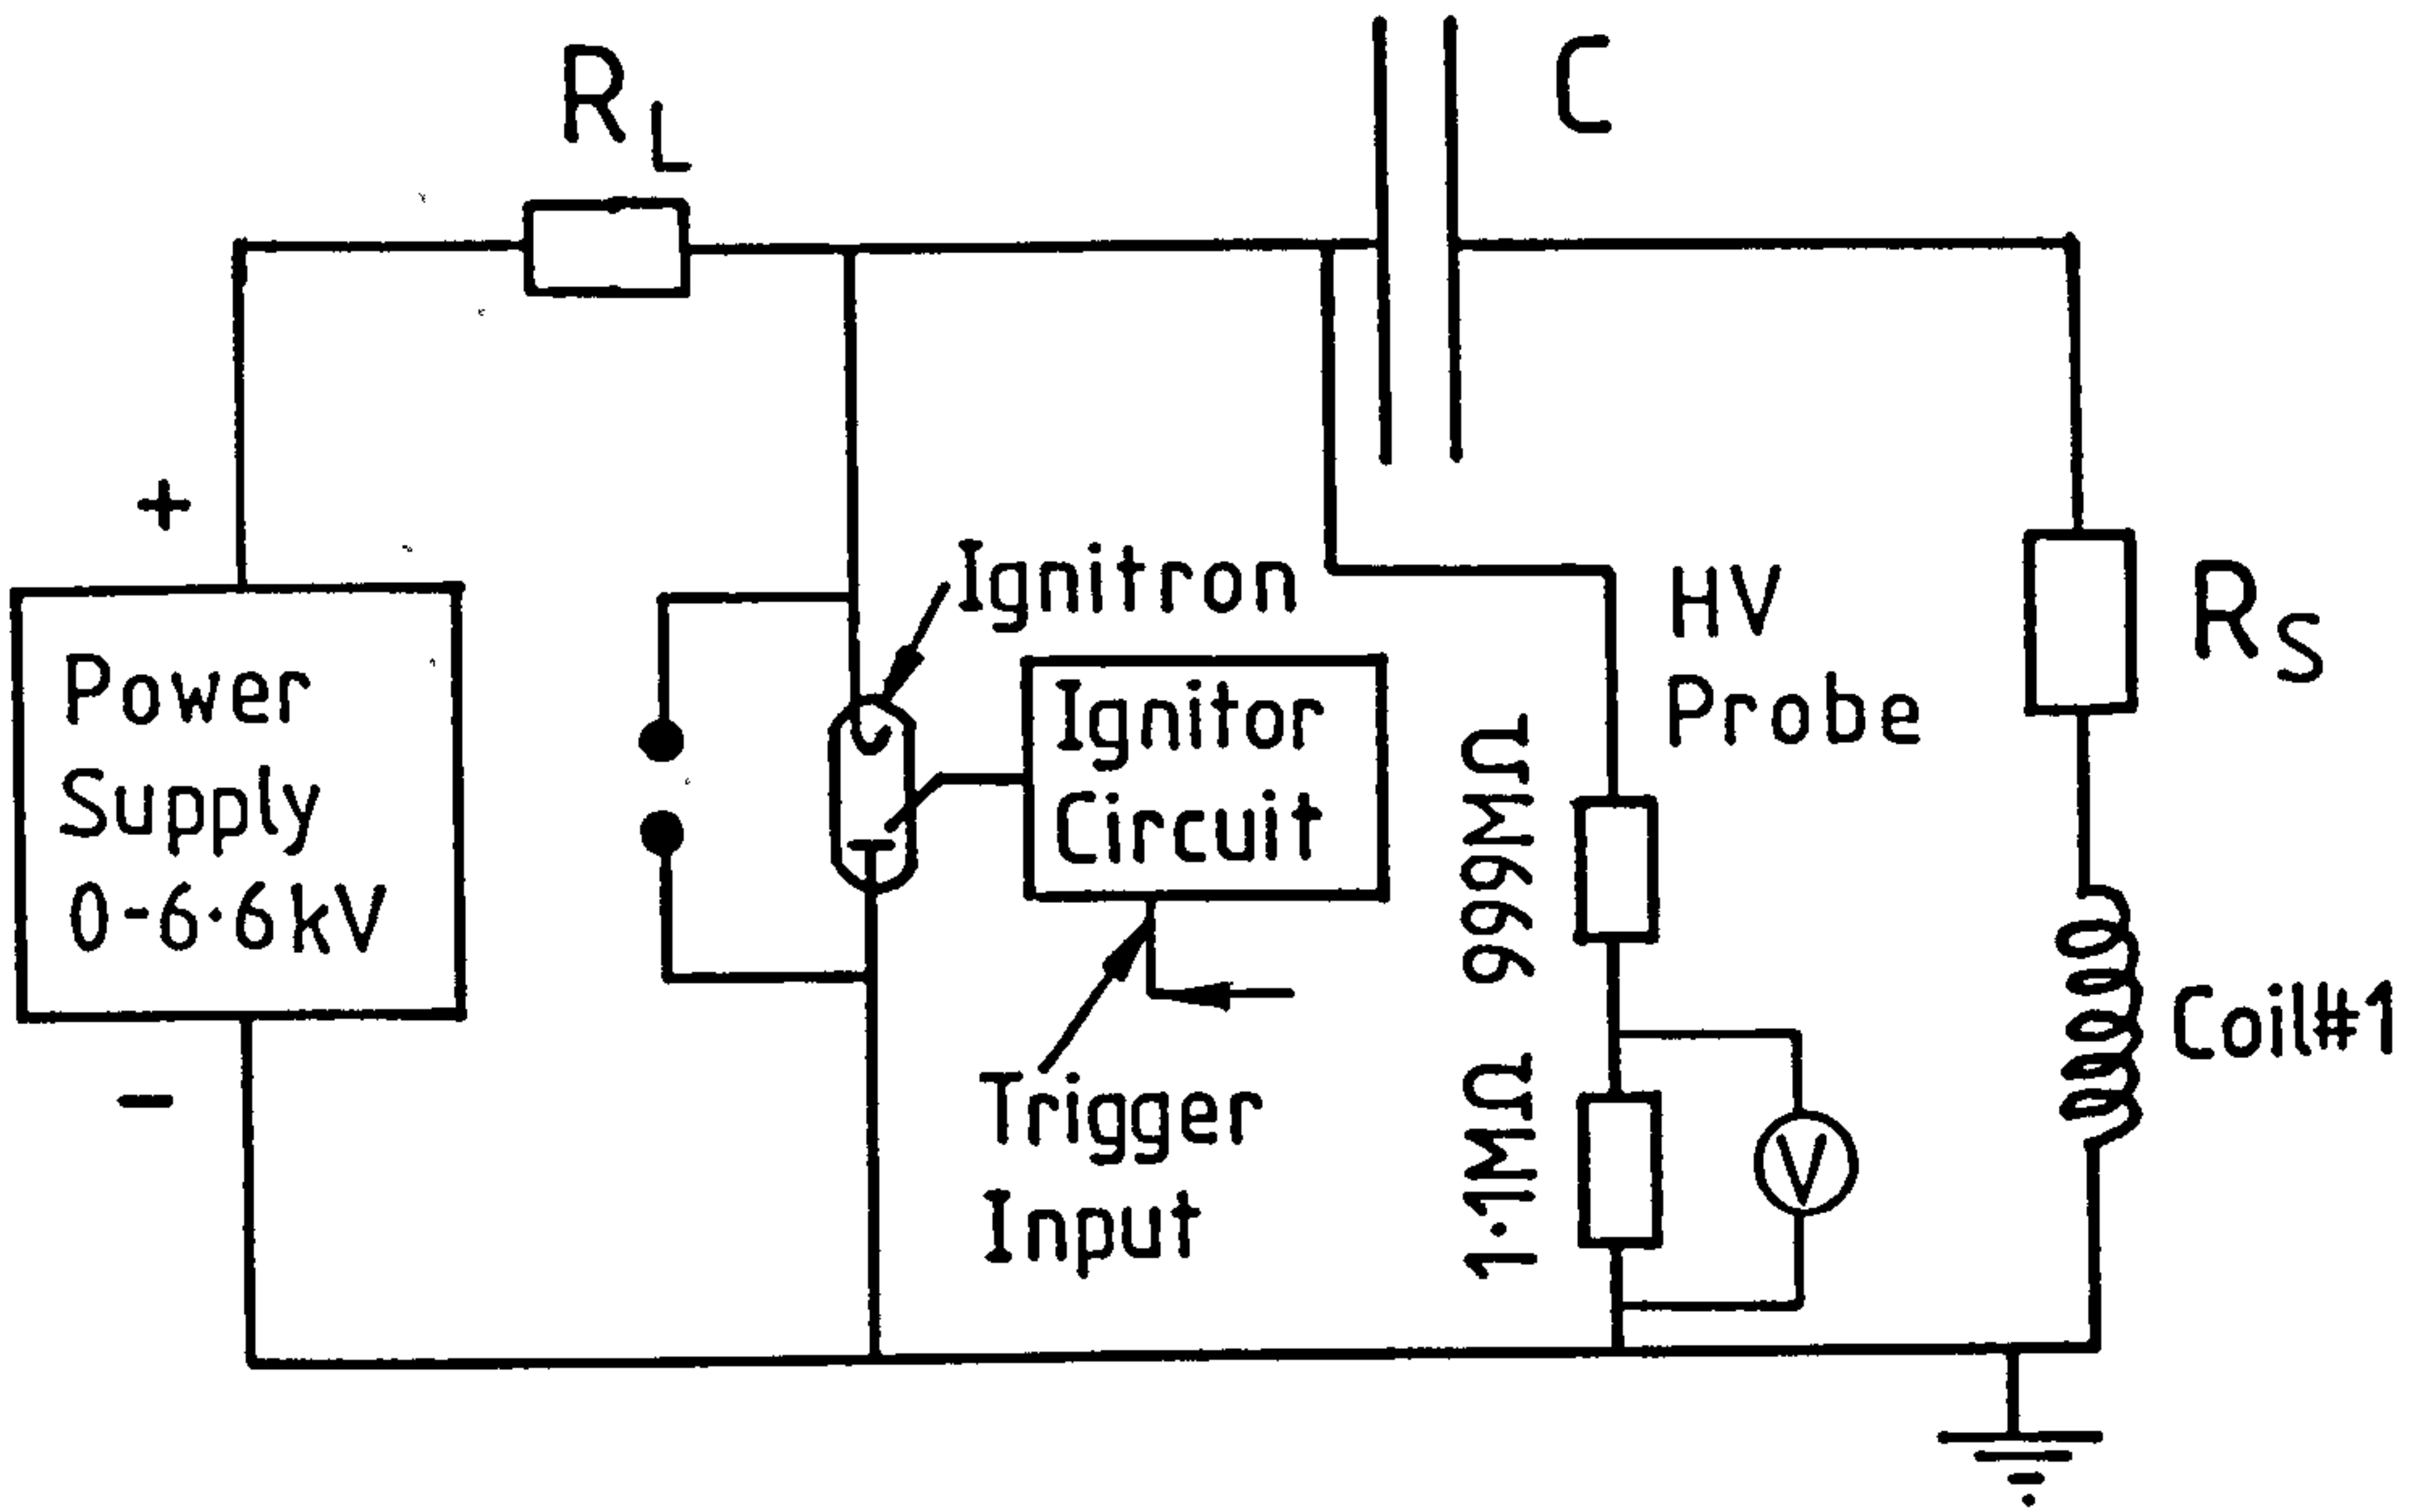 R_L
C
+
Ignitron
HV
Probe
R_S
Power
Supply
0-6·6kV
Ignitor
Circuit
999MΩ
Coil#1
−
Trigger
Input
1·1MΩ
V